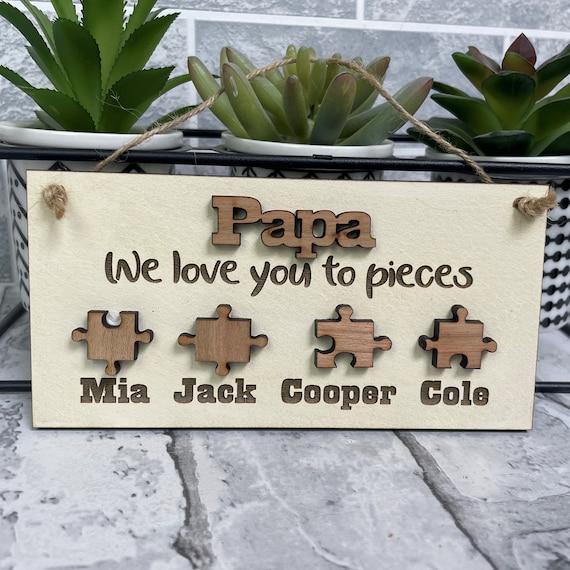 Papa
We love you to pieces
Mia Jack Cooper Cole